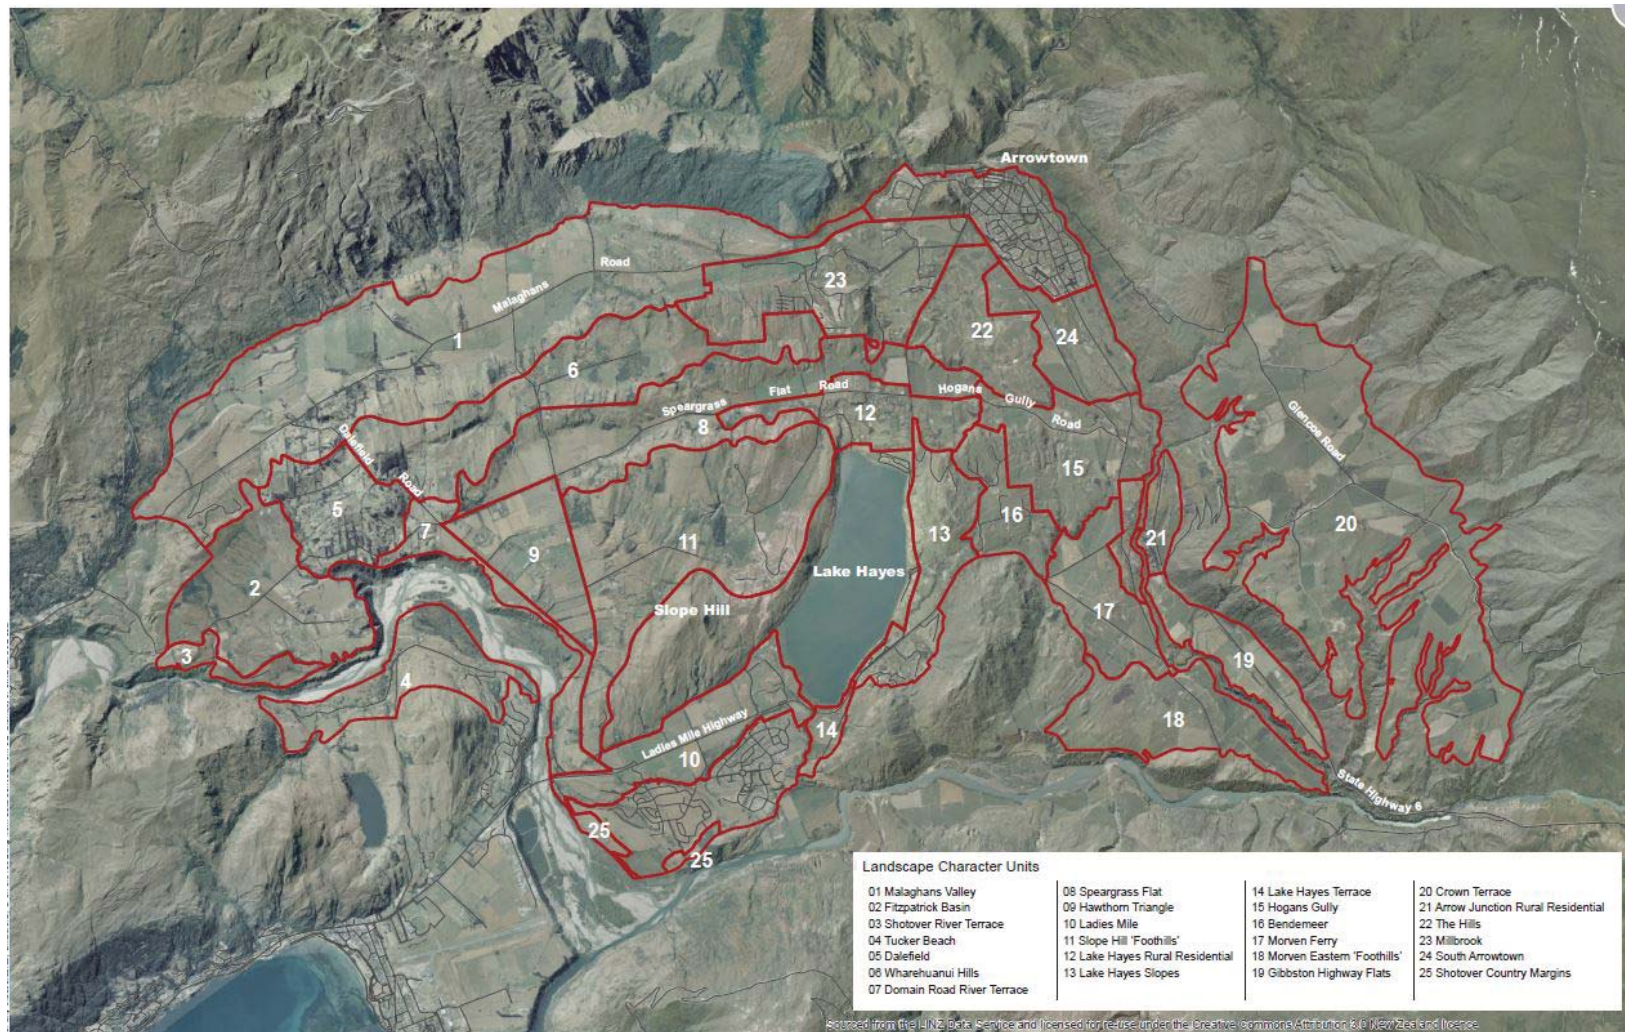 Arrowtown
Road
Malaghans
23
1
22
24
6
Flat
Road
Hogans
Gully
Road
Speargrass
8
12
Glencoe Road
Dalefield
Road
15
5
7
16
20
9
11
13
21
Lake Hayes
2
Slope Hill
17
3
4
19
14
18
Ladies Mile Highway
10
State Highway 6
25
25
Landscape Character Units
01 Malaghans Valley
02 Fitzpatrick Basin
03 Shotover River Terrace
04 Tucker Beach
05 Dalefield
06 Wharehuanui Hills
07 Domain Road River Terrace
08 Speargrass Flat
09 Hawthorn Triangle
10 Ladies Mile
11 Slope Hill 'Foothills'
12 Lake Hayes Rural Residential
13 Lake Hayes Slopes
14 Lake Hayes Terrace
15 Hogans Gully
16 Bendemeer
17 Morven Ferry
18 Morven Eastern 'Foothills'
19 Gibbston Highway Flats
20 Crown Terrace
21 Arrow Junction Rural Residential
22 The Hills
23 Millbrook
24 South Arrowtown
25 Shotover Country Margins
Sourced from the LINZ Data Service and licensed for re-use under the Creative Commons Attribution 3.0 New Zealand licence